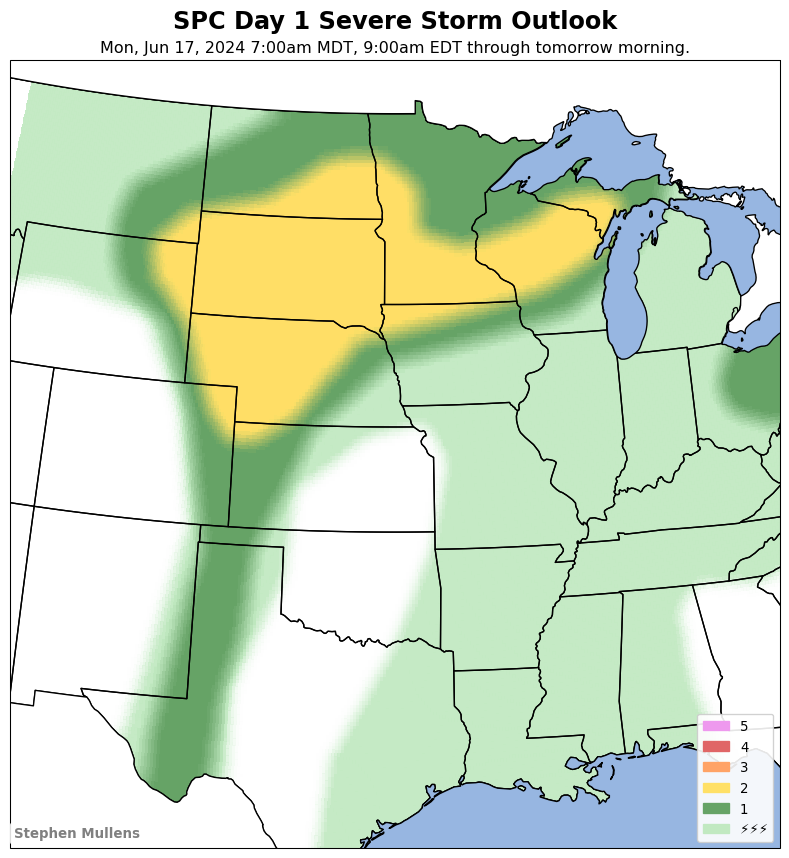 SPC Day 1 Severe Storm Outlook
Mon, Jun 17, 2024 7:00am MDT, 9:00am EDT through tomorrow morning.
5
4
3
2
1
⚡⚡⚡
Stephen Mullens